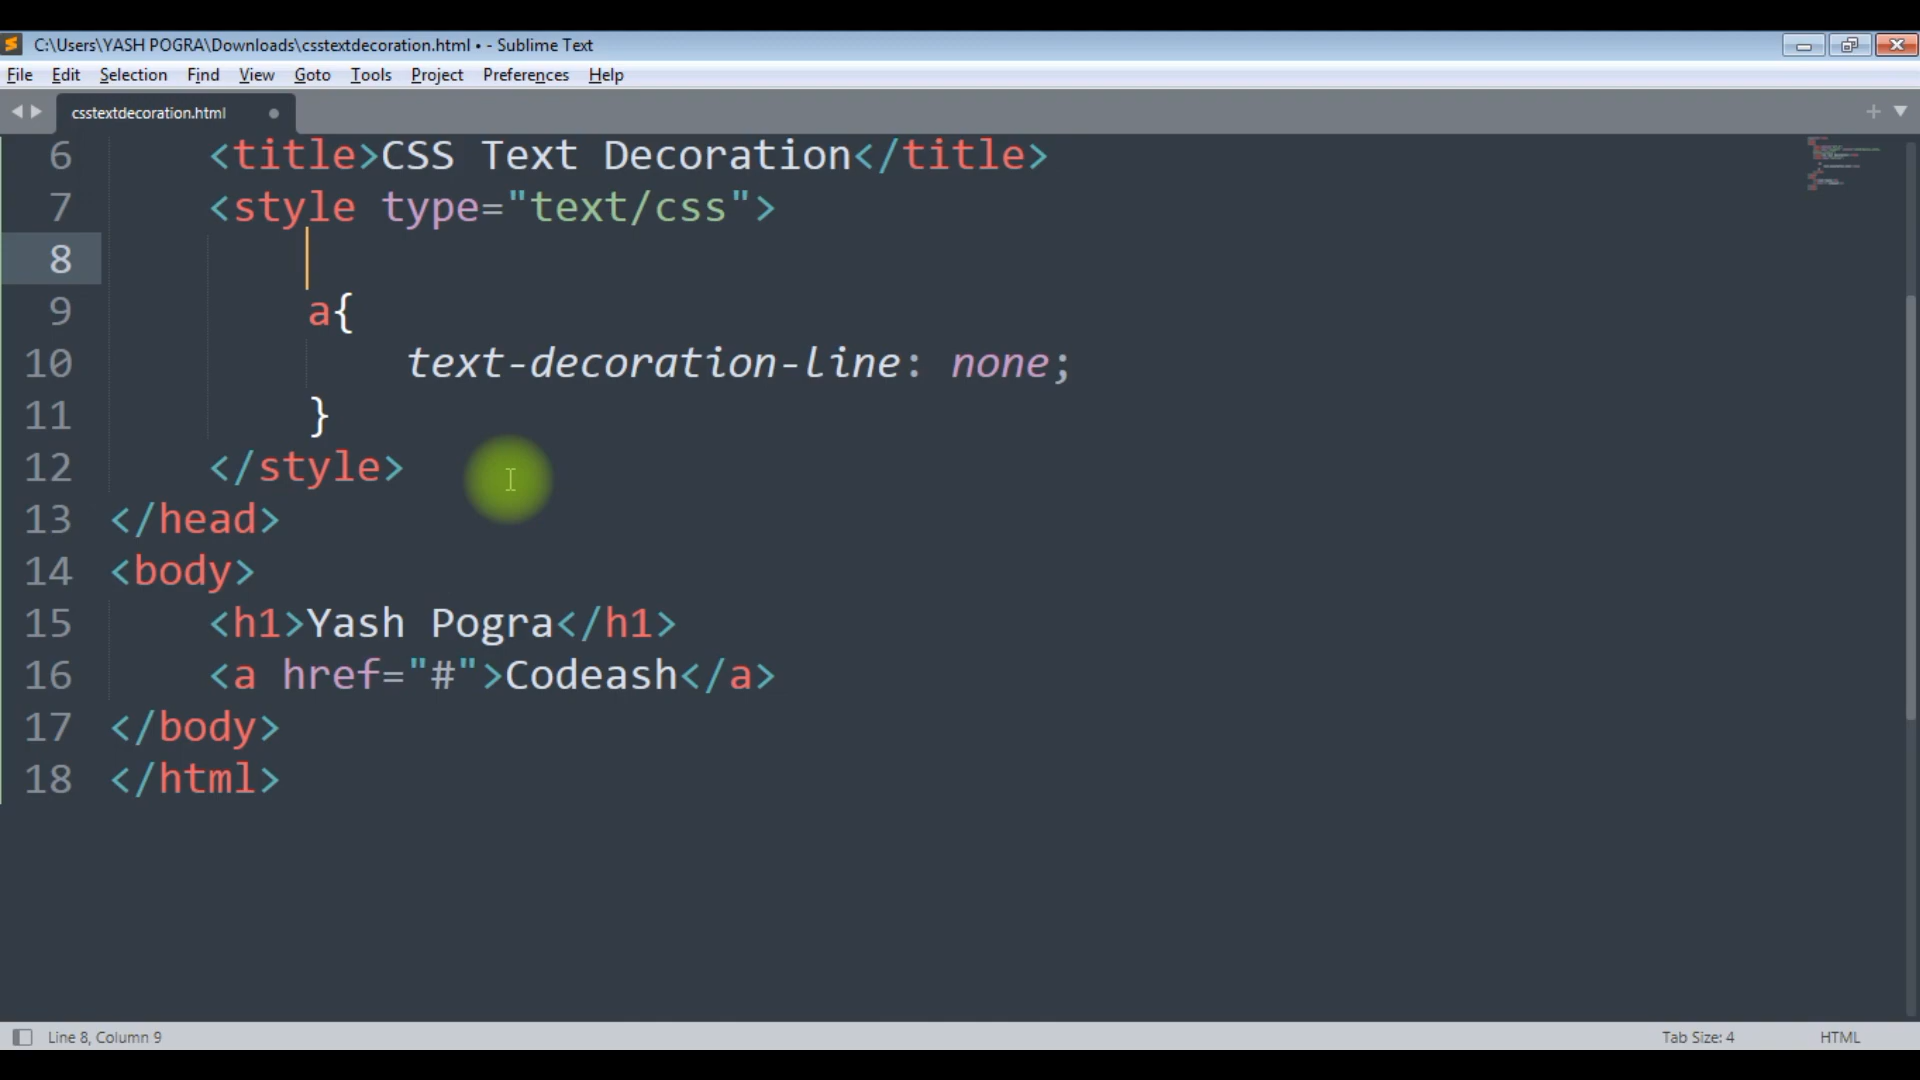 C:\Users\YASH POGRA\Downloads\csstextdecoration.html • - Sublime Text
File Edit Selection Find View Goto Tools Project Preferences Help
csstextdecoration.html
6 <title>CSS Text Decoration</title>
7 <style type="text/css">
8
9 a{
10 text-decoration-line: none;
11 }
12 </style>
13 </head>
14 <body>
15 <h1>Yash Pogra</h1>
16 <a href="#">Codeash</a>
17 </body>
18 </html>
Line 8, Column 9 Tab Size: 4 HTML